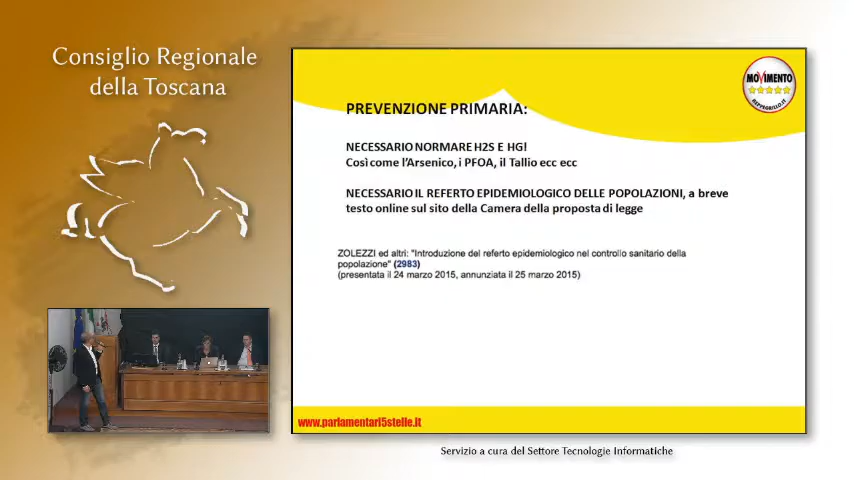 Consiglio Regionale
della Toscana
MOVIMENTO
BEPPEGRILLO.IT
PREVENZIONE PRIMARIA:
NECESSARIO NORMARE H2S E HG!
Così come l'Arsenico, i PFOA, il Tallio ecc ecc
NECESSARIO IL REFERTO EPIDEMIOLOGICO DELLE POPOLAZIONI, a breve
testo online sul sito della Camera della proposta di legge
ZOLEZZI ed altri: "Introduzione del referto epidemiologico nel controllo sanitario della
popolazione" (2983)
(presentata il 24 marzo 2015, annunziata il 25 marzo 2015)
www.parlamentari5stelle.it
Servizio a cura del Settore Tecnologie Informatiche